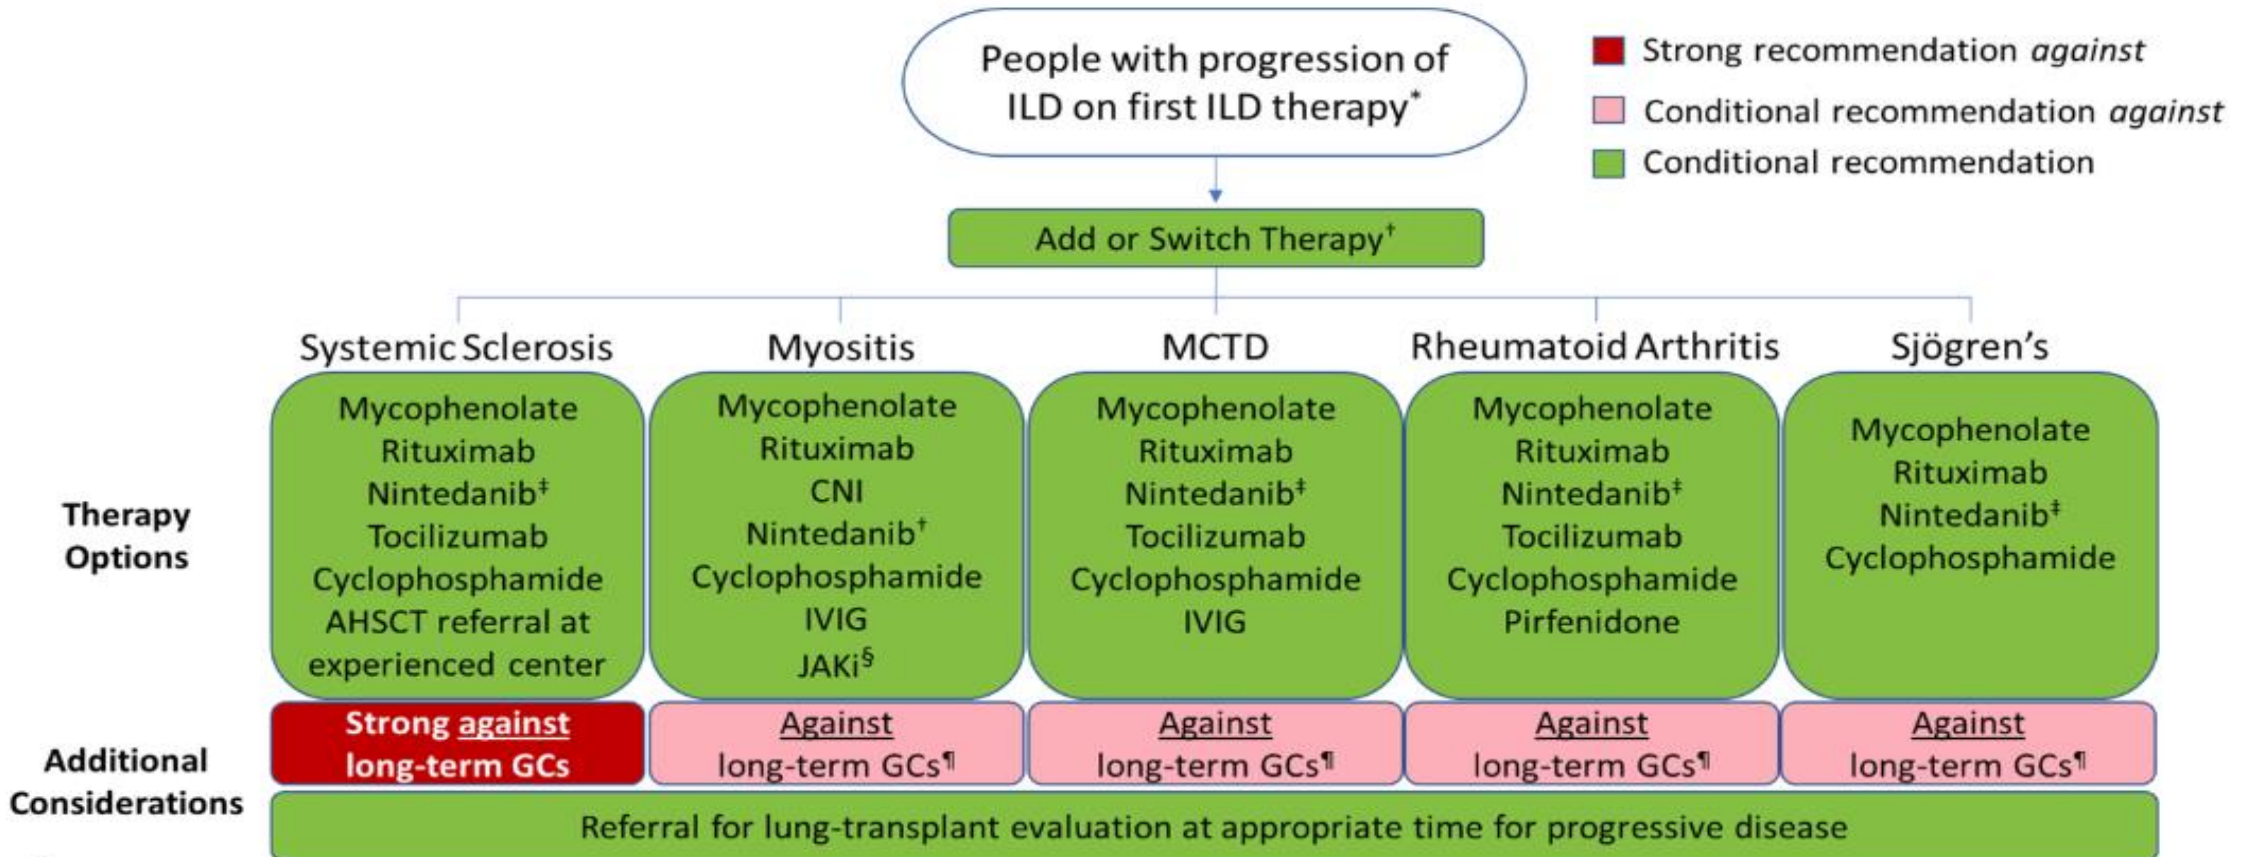 People with progression of
ILD on first ILD therapy*
Strong recommendation against
Conditional recommendation against
Conditional recommendation
Add or Switch Therapy†
Systemic Sclerosis
Mycophenolate
Rituximab
Nintedanib‡
Tocilizumab
Cyclophosphamide
AHSCT referral at
experienced center
Myositis
Mycophenolate
Rituximab
CNI
Nintedanib†
Cyclophosphamide
IVIG
JAKi§
MCTD
Mycophenolate
Rituximab
Nintedanib‡
Tocilizumab
Cyclophosphamide
IVIG
Rheumatoid Arthritis
Mycophenolate
Rituximab
Nintedanib‡
Tocilizumab
Cyclophosphamide
Pirfenidone
Sjögren's
Mycophenolate
Rituximab
Nintedanib‡
Cyclophosphamide
Therapy
Options
Strong against
long-term GCs
Against
long-term GCs¶
Against
long-term GCs¶
Against
long-term GCs¶
Against
long-term GCs¶
Additional
Considerations
Referral for lung-transplant evaluation at appropriate time for progressive disease